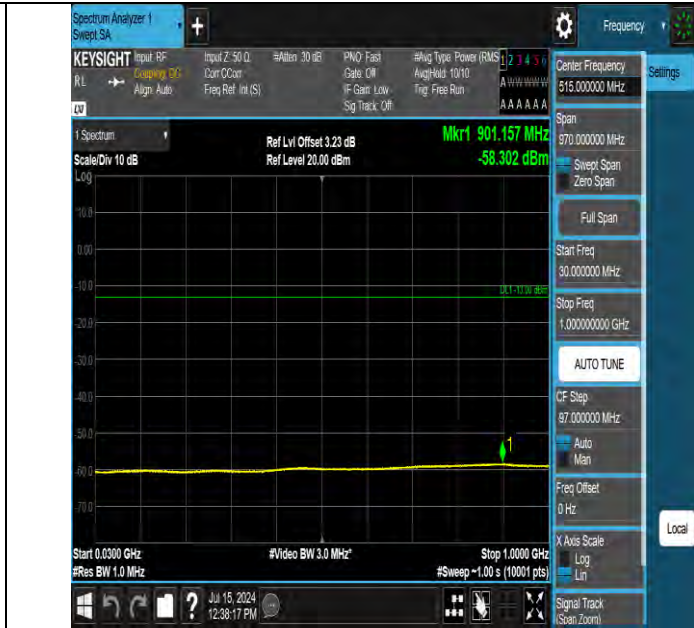 Spectrum Analyzer 1
Swept SA
+
Frequency
KEYSIGHT
RL
Input: RF
Coupling: DC
Align: Auto
Input Z: 50 Ω
Corr CCorr
Freq Ref: Int (S)
#Atten: 30 dB
PNO: Fast
Gate: Off
IF Gain: Low
Sig Track: Off
#Avg Type: Power (RMS
Avg|Hold: 10/10
Trig: Free Run
1 2 3 4 5 6
A W W W W W
A A A A A A
LXI
1 Spectrum
Scale/Div 10 dB
Log
Ref Lvl Offset 3.23 dB
Ref Level 20.00 dBm
Mkr1 901.157 MHz
-58.302 dBm
10.0
0.00
-10.0
DL1 -13.00 dBm
-20.0
-30.0
-40.0
-50.0
1
-60.0
-70.0
Start 0.0300 GHz
#Res BW 1.0 MHz
#Video BW 3.0 MHz*
Stop 1.0000 GHz
#Sweep ~1.00 s (10001 pts)
?
Jul 15, 2024
12:38:17 PM
Center Frequency
515.000000 MHz
Settings
Span
970.000000 MHz
Swept Span
Zero Span
Full Span
Start Freq
30.000000 MHz
Stop Freq
1.000000000 GHz
AUTO TUNE
CF Step
97.000000 MHz
Auto
Man
Freq Offset
0 Hz
Local
X Axis Scale
Log
Lin
Signal Track
(Span Zoom)